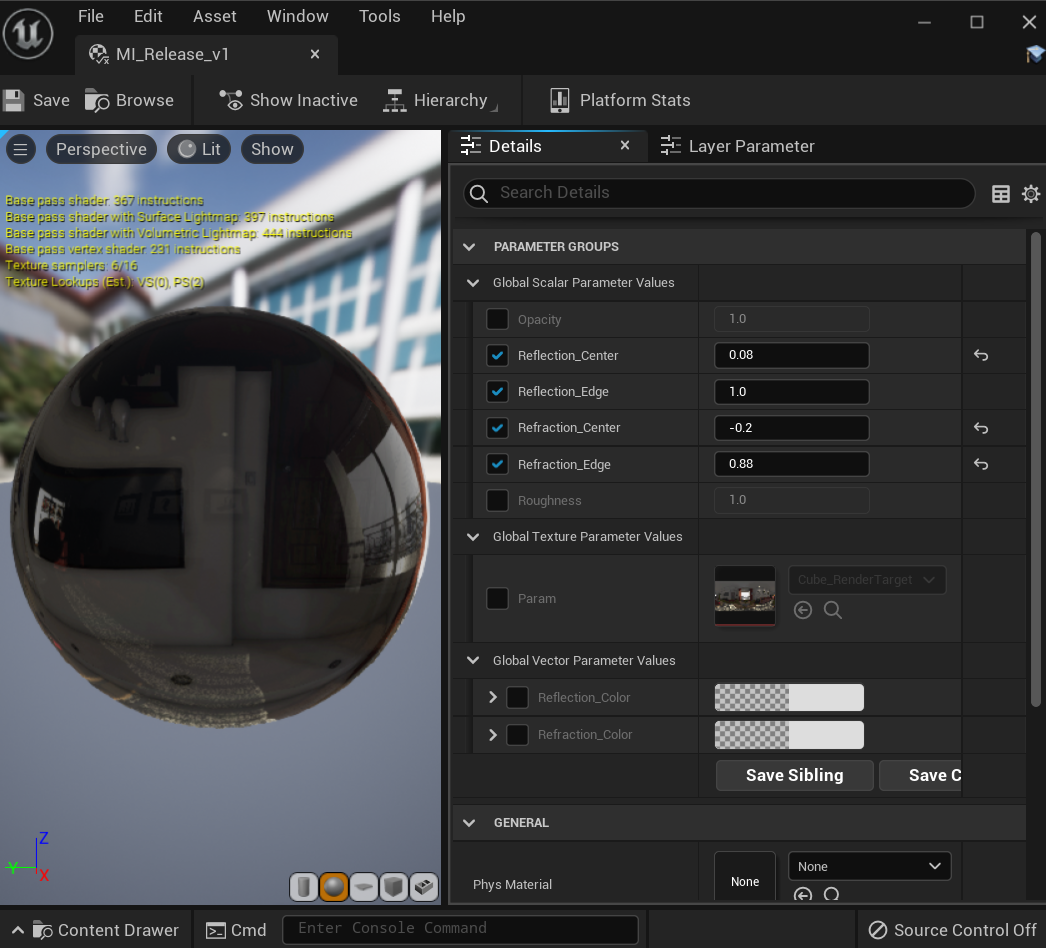 File Edit Asset Window Tools Help
MI_Release_v1
Save Browse Show Inactive Hierarchy Platform Stats
Perspective Lit Show
Base pass shader: 367 instructions
Base pass shader with Surface Lightmap: 397 instructions
Base pass shader with Volumetric Lightmap: 444 instructions
Base pass vertex shader: 231 instructions
Texture samplers: 6/16
Texture Lookups (Est.): VS(0), PS(2)
Z
Y
X
Details Layer Parameter
Search Details
PARAMETER GROUPS
Global Scalar Parameter Values
Opacity 1.0
Reflection_Center 0.08
Reflection_Edge 1.0
Refraction_Center -0.2
Refraction_Edge 0.88
Roughness 1.0
Global Texture Parameter Values
Param Cube_RenderTarget
Global Vector Parameter Values
Reflection_Color
Refraction_Color
Save Sibling Save C
GENERAL
Phys Material None None
Content Drawer Cmd Enter Console Command Source Control Off